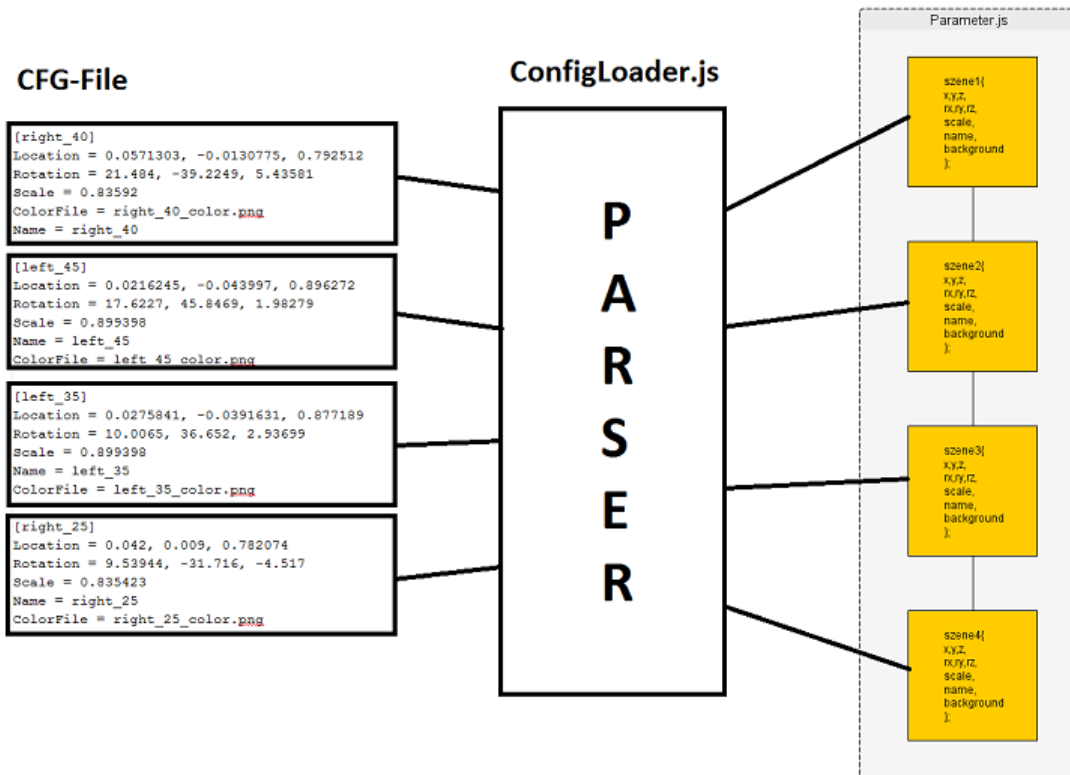 CFG-File
[right_40]
Location = 0.0571303, -0.0130775, 0.792512
Rotation = 21.484, -39.2249, 5.43581
Scale = 0.83592
ColorFile = right_40_color.png
Name = right_40
[left_45]
Location = 0.0216245, -0.043997, 0.896272
Rotation = 17.6227, 45.8469, 1.98279
Scale = 0.899398
Name = left_45
ColorFile = left_45_color.png
[left_35]
Location = 0.0275841, -0.0391631, 0.877189
Rotation = 10.0065, 36.652, 2.93699
Scale = 0.899398
Name = left_35
ColorFile = left_35_color.png
[right_25]
Location = 0.042, 0.009, 0.782074
Rotation = 9.53944, -31.716, -4.517
Scale = 0.835423
Name = right_25
ColorFile = right_25_color.png
ConfigLoader.js
P
A
R
S
E
R
Parameter.js
szene1{
x,y,z,
rx,ry,rz,
scale,
name,
background
};
szene2{
x,y,z,
rx,ry,rz,
scale,
name,
background
};
szene3{
x,y,z,
rx,ry,rz,
scale,
name,
background
};
szene4{
x,y,z,
rx,ry,rz,
scale,
name,
background
};